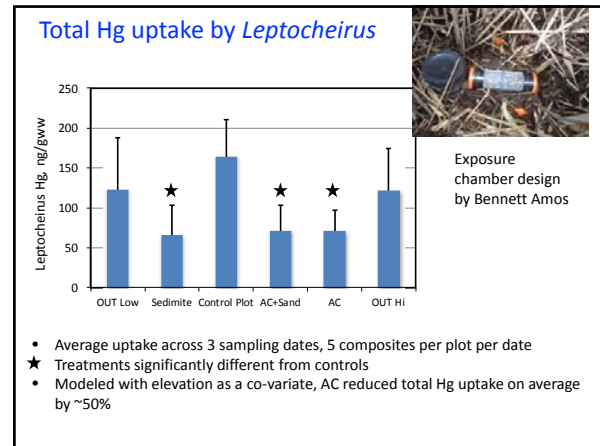 Total Hg uptake by Leptocheirus
Leptocheirus Hg, ng/gww
250
200
150
100
50
0
OUT Low Sedimite Control Plot AC+Sand AC OUT Hi
Exposure
chamber design
by Bennett Amos
• Average uptake across 3 sampling dates, 5 composites per plot per date
★ Treatments significantly different from controls
• Modeled with elevation as a co-variate, AC reduced total Hg uptake on average
by ~50%